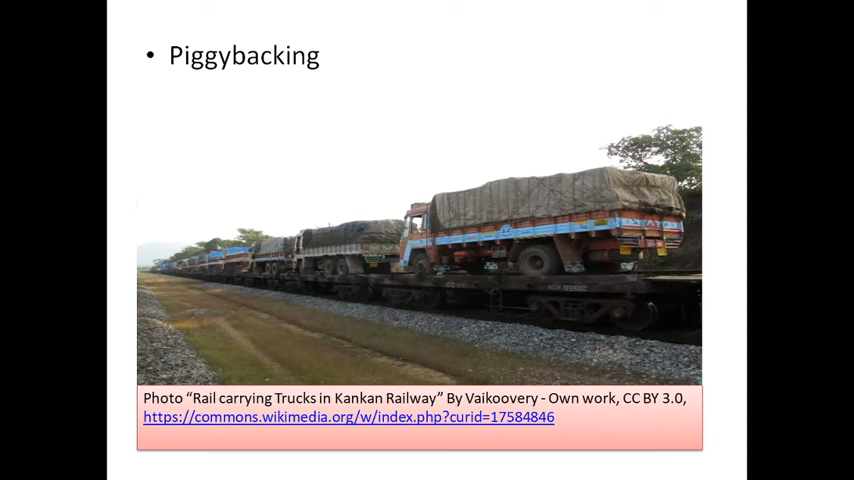 • Piggybacking
Photo “Rail carrying Trucks in Kankan Railway” By Vaikoovery - Own work, CC BY 3.0,
https://commons.wikimedia.org/w/index.php?curid=17584846